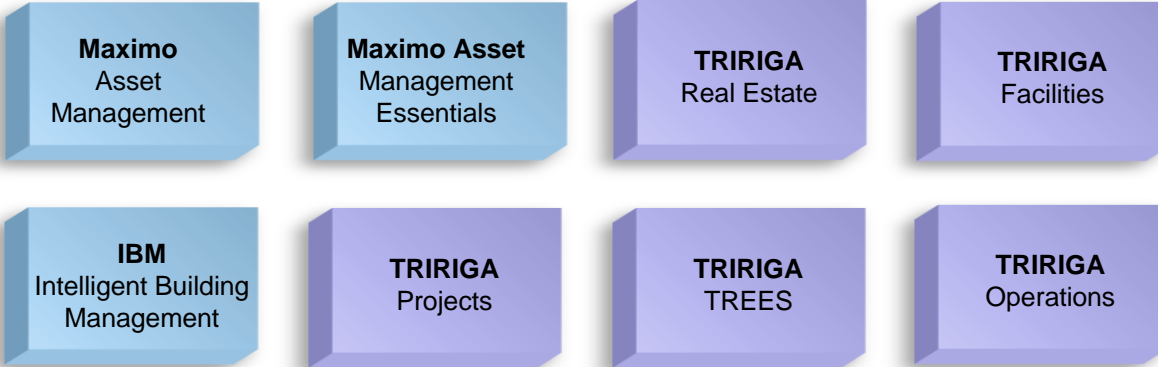 Maximo
Asset
Management
Maximo Asset
Management
Essentials
TRIRIGA
Real Estate
TRIRIGA
Facilities
IBM
Intelligent Building
Management
TRIRIGA
Projects
TRIRIGA
TREES
TRIRIGA
Operations